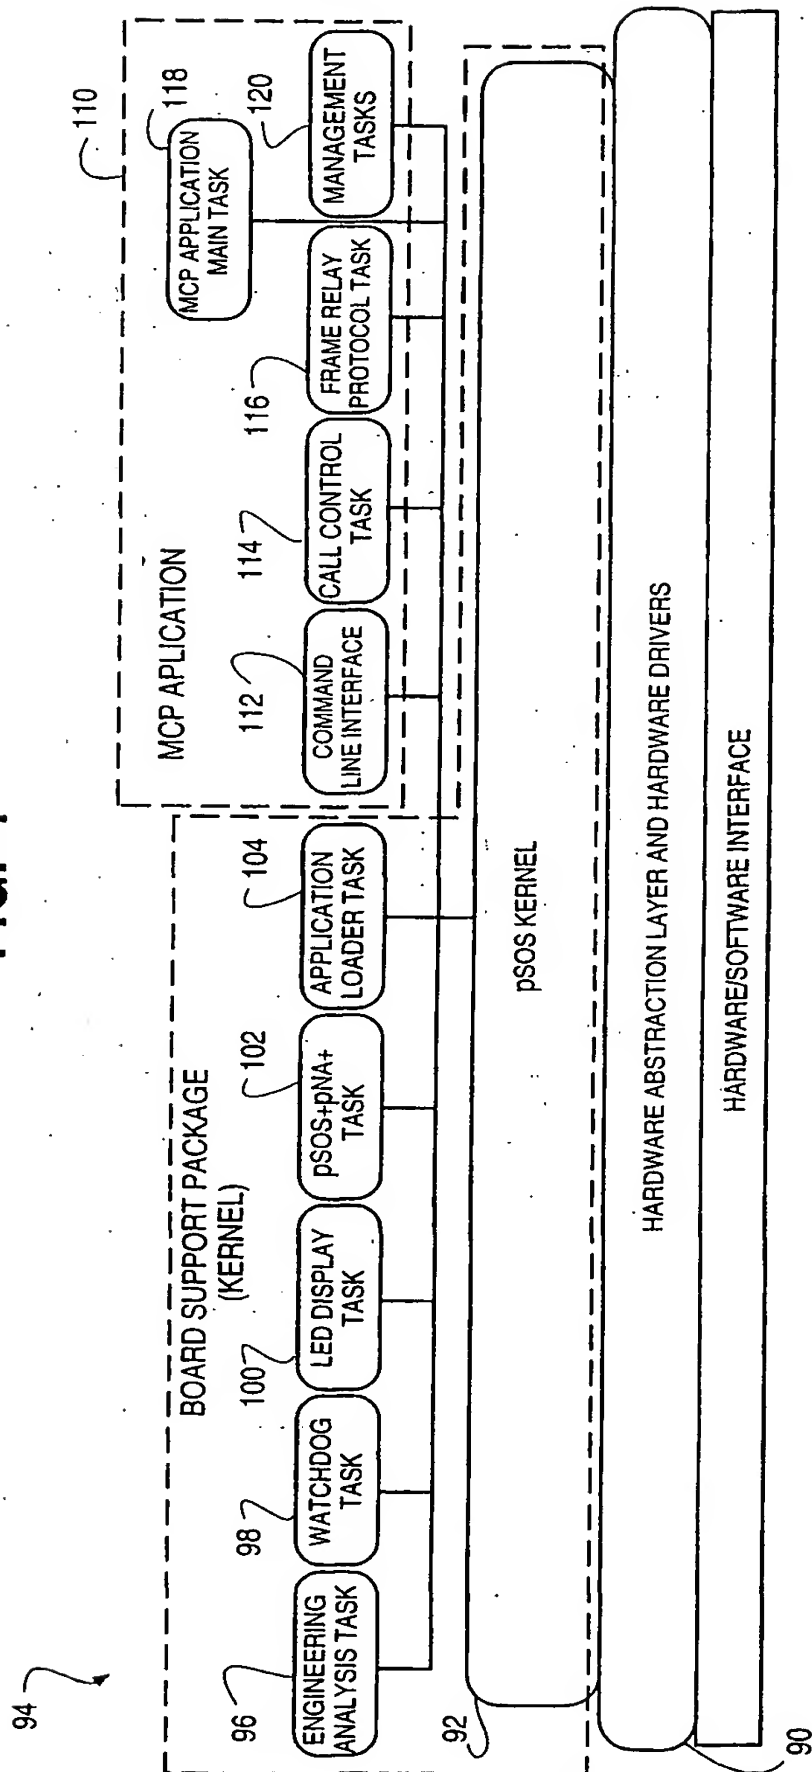 94
BOARD SUPPORT PACKAGE
(KERNEL)
MCP APLICATION
110
MCP APPLICATION
MAIN TASK
118
96
ENGINEERING
ANALYSIS TASK
98
WATCHDOG
TASK
100
LED DISPLAY
TASK
102
pSOS+pNA+
TASK
104
APPLICATION
LOADER TASK
112
COMMAND
LINE INTERFACE
114
CALL CONTROL
TASK
116
FRAME RELAY
PROTOCOL TASK
120
MANAGEMENT
TASKS
92
pSOS KERNEL
HARDWARE ABSTRACTION LAYER AND HARDWARE DRIVERS
90
HARDWARE/SOFTWARE INTERFACE